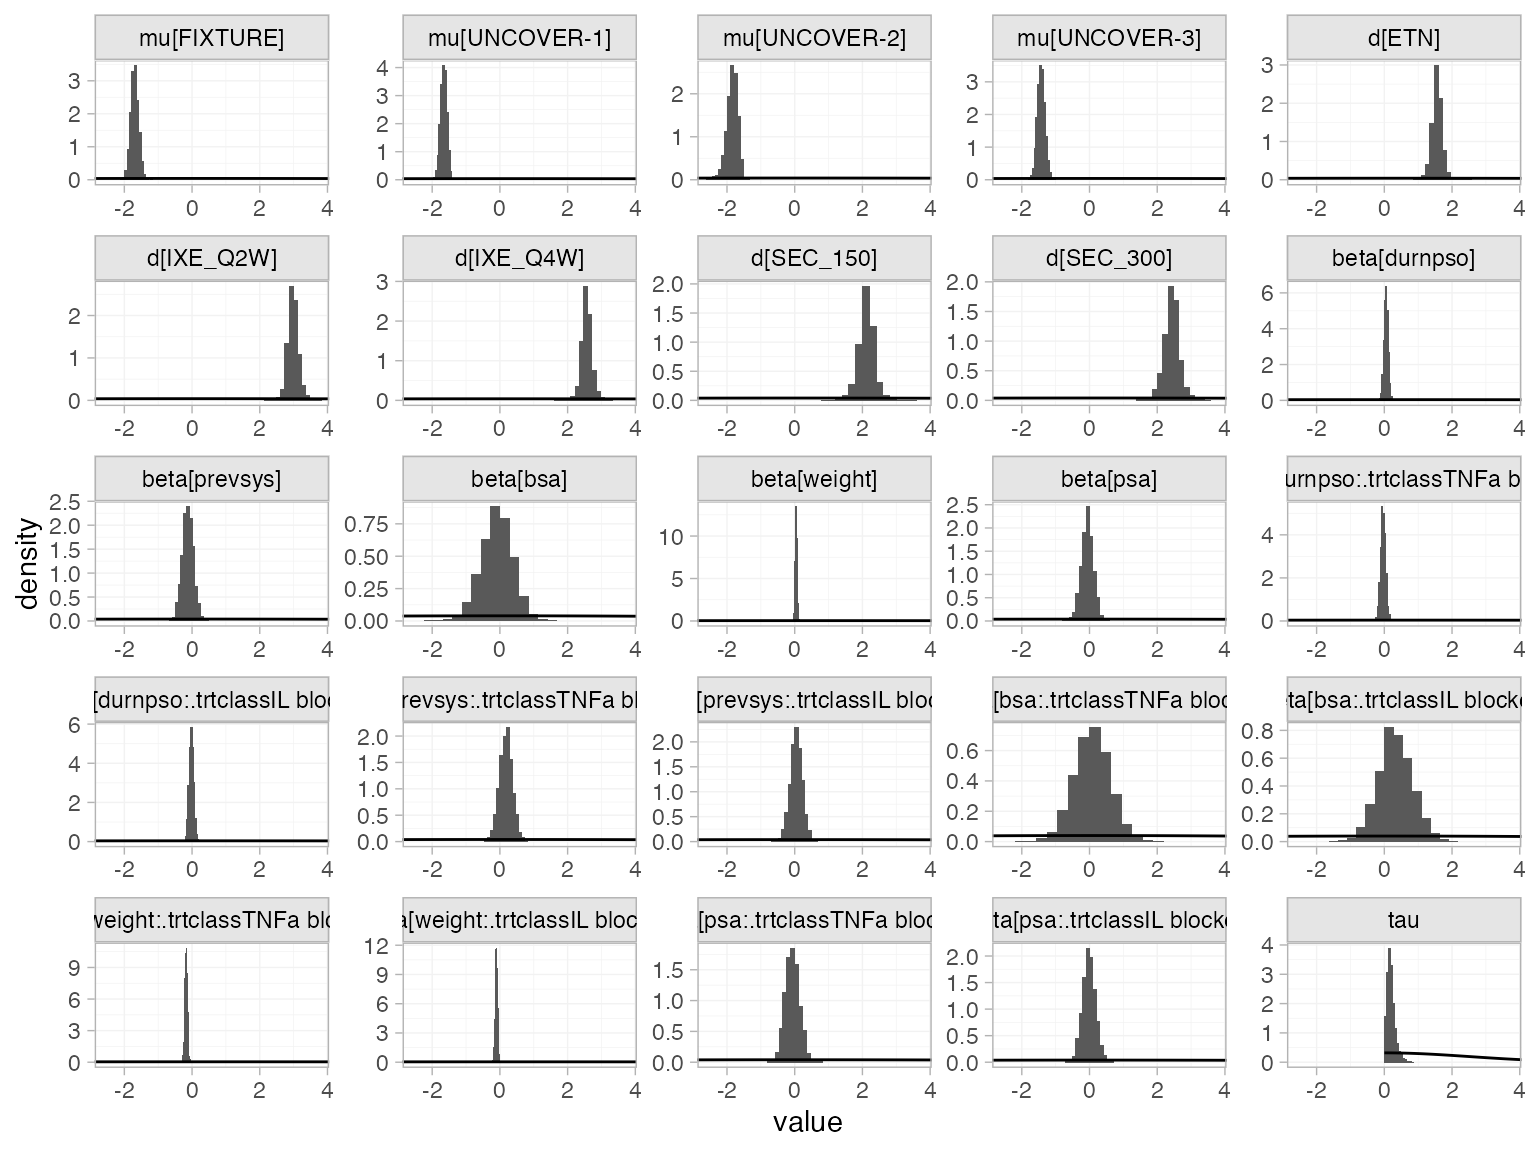 mu[FIXTURE] mu[UNCOVER-1] mu[UNCOVER-2] mu[UNCOVER-3] d[ETN]
3 2 1 0
4 3 2 1 0
2 1 0
3 2 1 0
3 2 1 0
-2 0 2 4 -2 0 2 4 -2 0 2 4 -2 0 2 4 -2 0 2 4
d[IXE_Q2W] d[IXE_Q4W] d[SEC_150] d[SEC_300] beta[durnpso]
2 1 0
3 2 1 0
2.0 1.5 1.0 0.5 0.0
2.0 1.5 1.0 0.5 0.0
6 4 2 0
-2 0 2 4 -2 0 2 4 -2 0 2 4 -2 0 2 4 -2 0 2 4
beta[prevsys] beta[bsa] beta[weight] beta[psa] urnpso:.trtclassTNFa b
2.5 2.0 1.5 1.0 0.5 0.0
0.75 0.50 0.25 0.00
10 5 0
2.5 2.0 1.5 1.0 0.5 0.0
4 2 0
-2 0 2 4 -2 0 2 4 -2 0 2 4 -2 0 2 4 -2 0 2 4
[durnpso:.trtclassIL bloc revsys:.trtclassTNFa bl [prevsys:.trtclassIL bloc [bsa:.trtclassTNFa bloc eta[bsa:.trtclassIL blocke
6 4 2 0
2.0 1.5 1.0 0.5 0.0
2.0 1.5 1.0 0.5 0.0
0.6 0.4 0.2 0.0
0.8 0.6 0.4 0.2 0.0
-2 0 2 4 -2 0 2 4 -2 0 2 4 -2 0 2 4 -2 0 2 4
weight:.trtclassTNFa blo a[weight:.trtclassIL bloc [psa:.trtclassTNFa bloc ta[psa:.trtclassIL blocke tau
9 6 3 0
12 9 6 3 0
1.5 1.0 0.5 0.0
2.0 1.5 1.0 0.5 0.0
4 3 2 1 0
-2 0 2 4 -2 0 2 4 -2 0 2 4 -2 0 2 4 -2 0 2 4
value
density